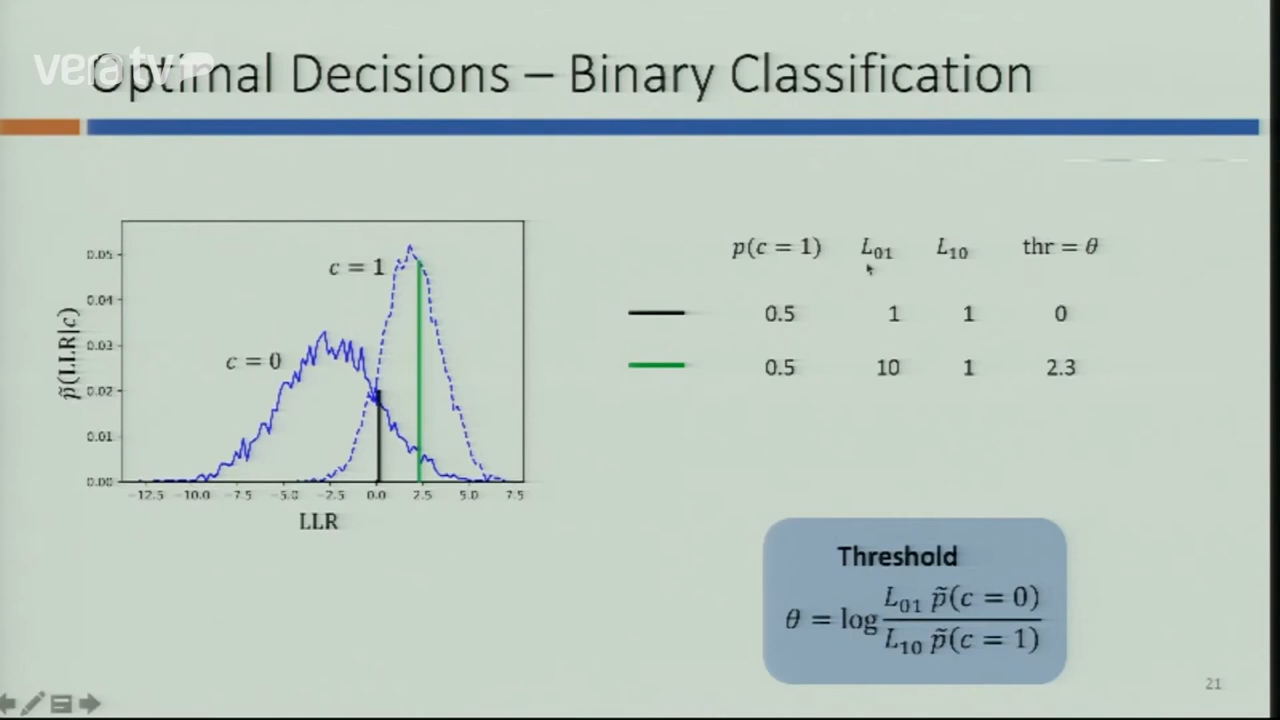 vera tv
Optimal Decisions – Binary Classification
p(c = 1) L₀₁ L₁₀ thr = θ
0.5 1 1 0
0.5 10 1 2.3
p̃(LLR|c)
0.05
0.04
0.03
0.02
0.01
0.00
c = 1
c = 0
−12.5 −10.0 −7.5 −5.0 −2.5 0.0 2.5 5.0 7.5
LLR
Threshold
θ = log L₀₁ p̃(c = 0)
L₁₀ p̃(c = 1)
21